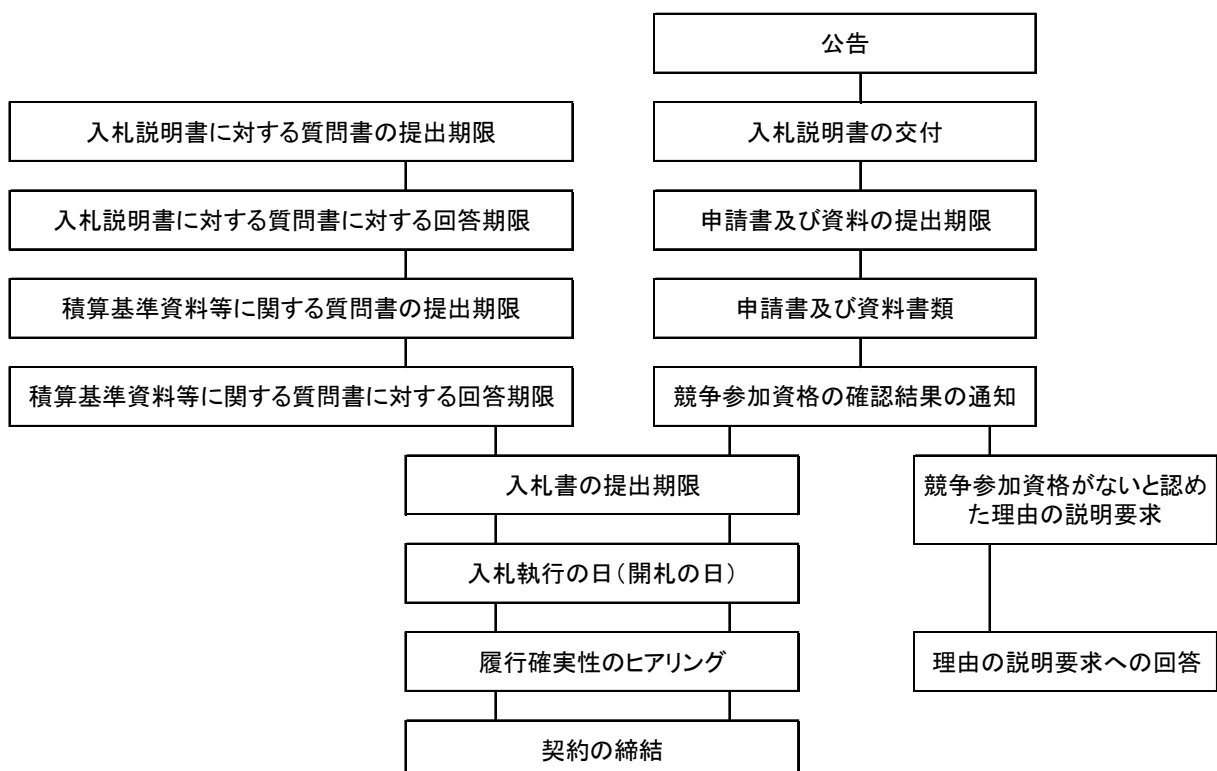 公告
入札説明書に対する質問書の提出期限
入札説明書の交付
入札説明書に対する質問書に対する回答期限
申請書及び資料の提出期限
積算基準資料等に関する質問書の提出期限
申請書及び資料書類
積算基準資料等に関する質問書に対する回答期限
競争参加資格の確認結果の通知
入札書の提出期限
競争参加資格がないと認め
た理由の説明要求
入札執行の日（開札の日）
履行確実性のヒアリング
理由の説明要求への回答
契約の締結